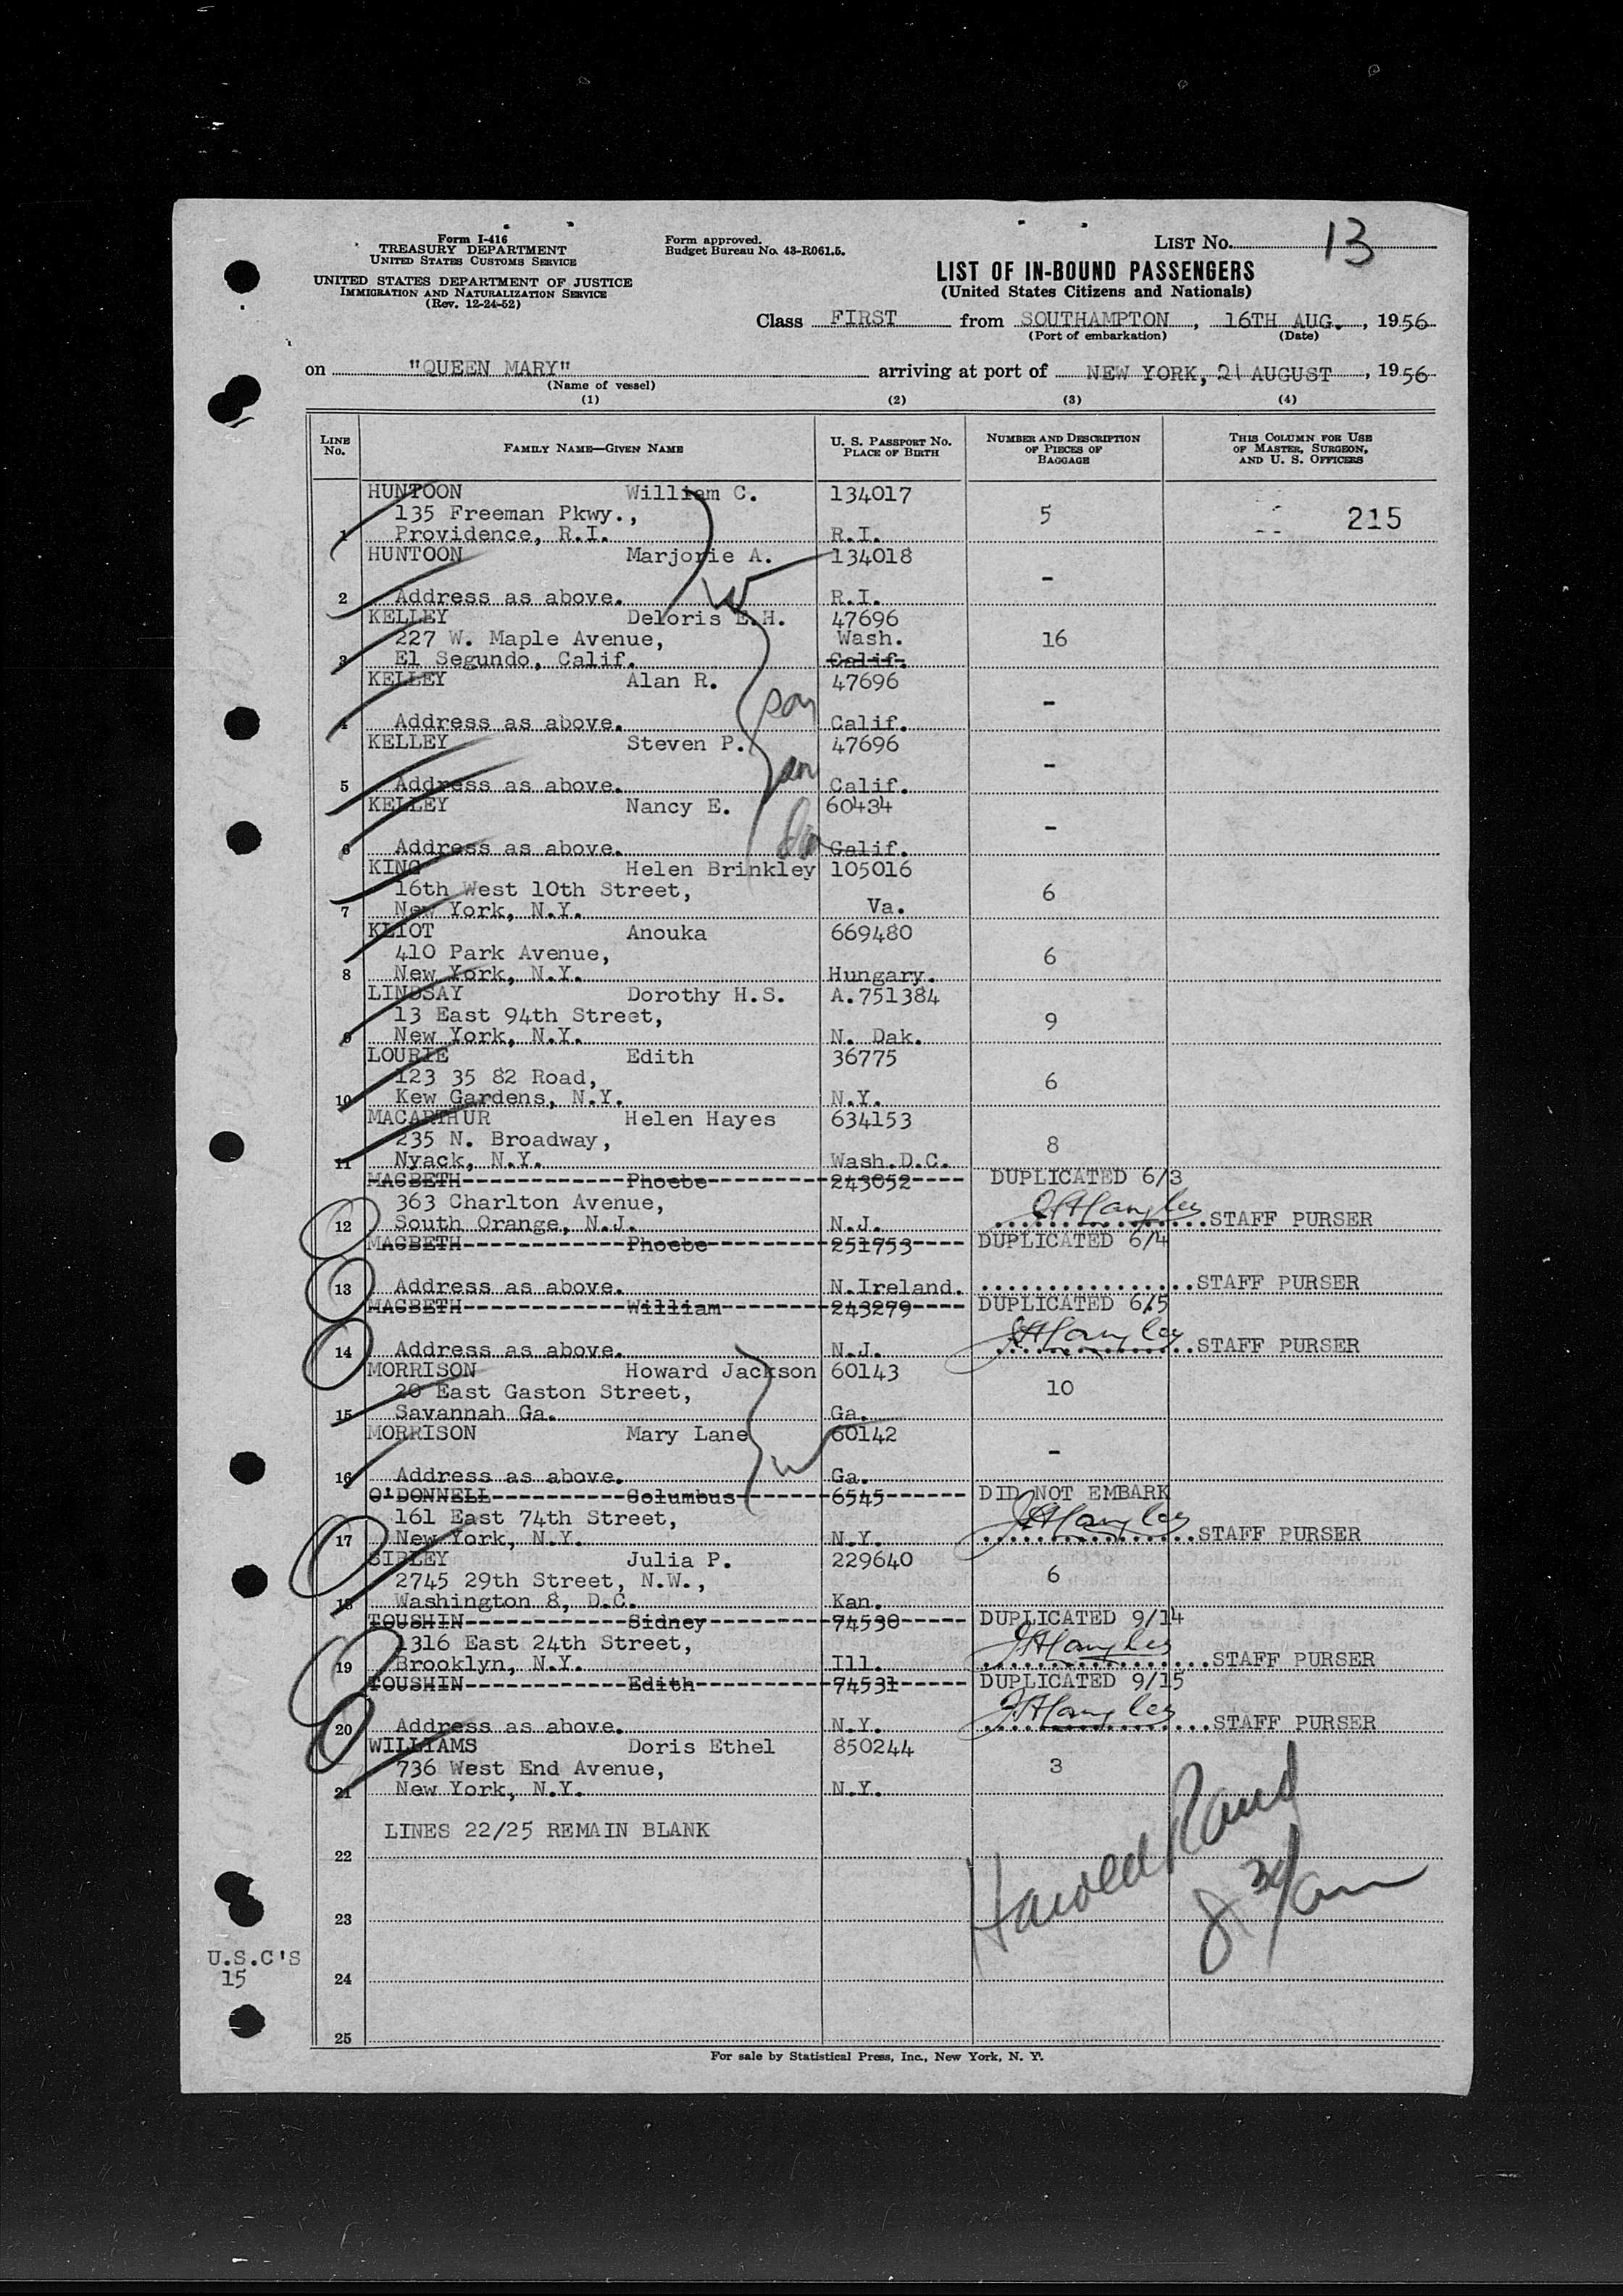 Form I-416
TREASURY DEPARTMENT
UNITED STATES CUSTOMS SERVICE
UNITED STATES DEPARTMENT OF JUSTICE
IMMIGRATION AND NATURALIZATION SERVICE
(Rev. 12-24-52)
Form approved.
Budget Bureau No. 43-R061.5.
LIST NO. 13
LIST OF IN-BOUND PASSENGERS
(United States Citizens and Nationals)
Class FIRST from SOUTHAMPTON, 16TH AUG., 1956
(Port of embarkation) (Date)
on "QUEEN MARY" arriving at port of NEW YORK, 21 AUGUST, 1956
(Name of vessel)
(1) (2) (3) (4)
LINE NO. FAMILY NAME—GIVEN NAME U. S. PASSPORT NO. PLACE OF BIRTH NUMBER AND DESCRIPTION OF PIECES OF BAGGAGE THIS COLUMN FOR USE OF MASTER, SURGEON, AND U. S. OFFICERS
HUNTOON William C. 134017
135 Freeman Pkwy., 5 215
1 Providence, R.I. R.I.
HUNTOON Marjorie A. 134018
-
W
2 Address as above. R.I.
KELLEY Deloris E.H. 47696
227 W. Maple Avenue, Wash. 16
3 El Segundo, Calif. Calif.
KELLEY Alan R. 47696
son -
4 Address as above. Calif.
KELLEY Steven P. 47696
-
5 Address as above. Calif.
KELLEY Nancy E. 60434
-
6 Address as above. Calif.
KING Helen Brinkley 105016
16th West 10th Street, 6
7 New York, N.Y. Va.
KLIOT Anouka 669480
410 Park Avenue, 6
8 New York, N.Y. Hungary.
LINDSAY Dorothy H.S. A.751384
13 East 94th Street, 9
9 New York, N.Y. N. Dak.
LOURIE Edith 36775
123 35 82 Road, 6
10 Kew Gardens, N.Y. N.Y.
MACARTHUR Helen Hayes 634153
235 N. Broadway, 8
11 Nyack, N.Y. Wash.D.C.
MACBETH Phoebe 243052 DUPLICATED 6/3
363 Charlton Avenue,
12 South Orange, N.J. N.J. STAFF PURSER
MACBETH Phoebe 251753 DUPLICATED 6/4
13 Address as above. N.Ireland. STAFF PURSER
MACBETH William 243279 DUPLICATED 6/5
14 Address as above. N.J. STAFF PURSER
MORRISON Howard Jackson 60143
20 East Gaston Street, 10
15 Savannah Ga. Ga.
MORRISON Mary Lane 60142
-
W
16 Address as above. Ga.
O'DONNELL Columbus 6545 DID NOT EMBARK
161 East 74th Street,
17 New York, N.Y. N.Y. STAFF PURSER
SIBLEY Julia P. 229640
2745 29th Street, N.W., 6
18 Washington 8, D.C. Kan.
TOUSHIN Sidney 74530 DUPLICATED 9/14
1316 East 24th Street,
19 Brooklyn, N.Y. Ill. STAFF PURSER
TOUSHIN Edith 74531 DUPLICATED 9/15
20 Address as above. N.Y. STAFF PURSER
WILLIAMS Doris Ethel 850244
736 West End Avenue, 3
21 New York, N.Y. N.Y.
LINES 22/25 REMAIN BLANK
22
Harold Rand
23
U.S.C'S
15
24
25
For sale by Statistical Press, Inc., New York, N. Y.